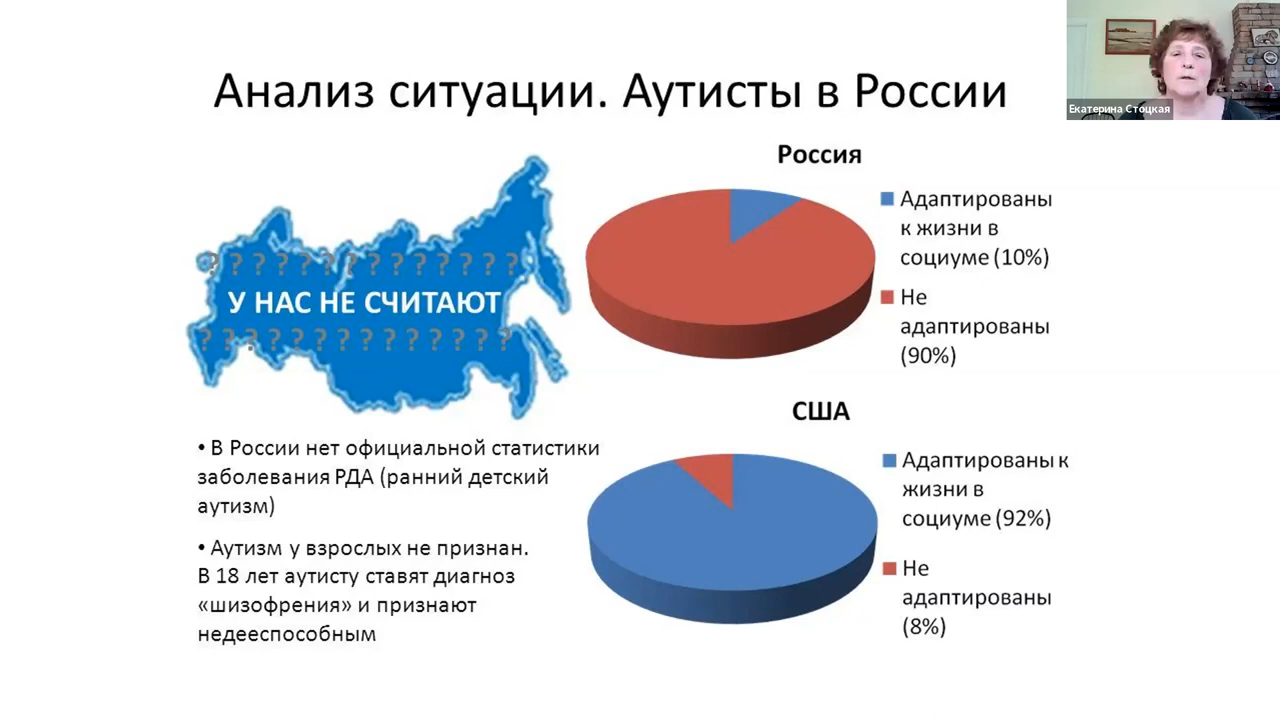 Анализ ситуации. Аутисты в России
Екатерина Стоцкая
? ? ? ? ? ? ? ? ? ? ? ? ? ?
У НАС НЕ СЧИТАЮТ
? ? ? ? ? ? ? ? ? ? ? ? ? ?
• В России нет официальной статистики
заболевания РДА (ранний детский
аутизм)
• Аутизм у взрослых не признан.
В 18 лет аутисту ставят диагноз
«шизофрения» и признают
недееспособным
Россия
Адаптированы
к жизни в
социуме (10%)
Не
адаптированы
(90%)
США
Адаптированы к
жизни в
социуме (92%)
Не
адаптированы
(8%)